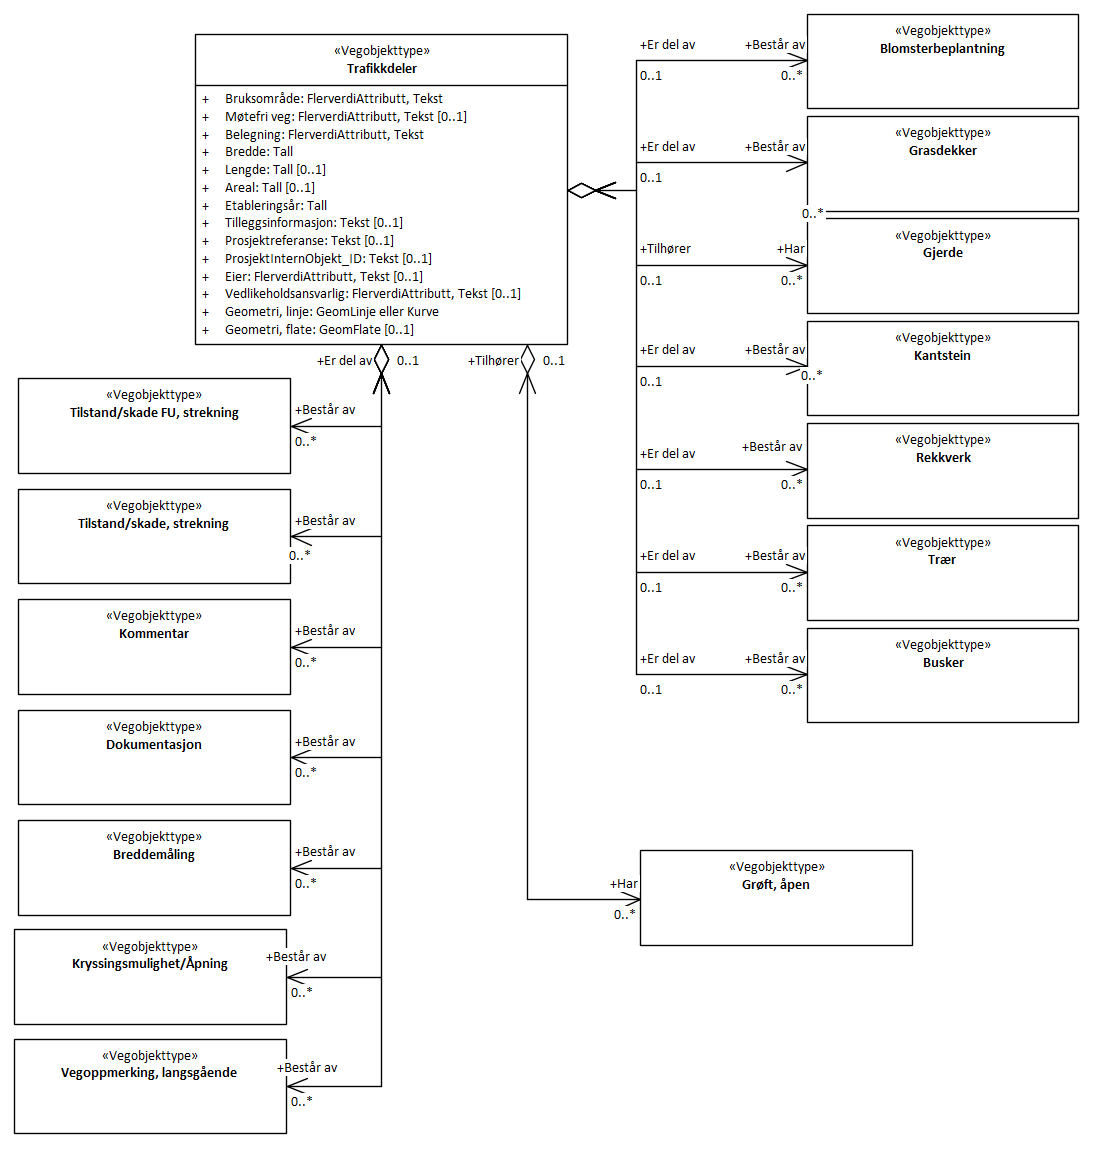 «Vegobjekttype»
Trafikkdeler
+ Bruksområde: FlerverdiAttributt, Tekst
+ Møtefri veg: FlerverdiAttributt, Tekst [0..1]
+ Belegning: FlerverdiAttributt, Tekst
+ Bredde: Tall
+ Lengde: Tall [0..1]
+ Areal: Tall [0..1]
+ Etableringsår: Tall
+ Tilleggsinformasjon: Tekst [0..1]
+ Prosjektreferanse: Tekst [0..1]
+ ProsjektInternObjekt_ID: Tekst [0..1]
+ Eier: FlerverdiAttributt, Tekst [0..1]
+ Vedlikeholdsansvarlig: FlerverdiAttributt, Tekst [0..1]
+ Geometri, linje: GeomLinje eller Kurve
+ Geometri, flate: GeomFlate [0..1]
+Er del av 0..1
+Tilhører 0..1
+Er del av +Består av
0..1 0..*
«Vegobjekttype»
Blomsterbeplantning
+Er del av +Består av
0..1
0..*
«Vegobjekttype»
Grasdekker
+Tilhører +Har
0..1 0..*
«Vegobjekttype»
Gjerde
+Er del av +Består av
0..1 0..*
«Vegobjekttype»
Kantstein
+Er del av +Består av
0..1 0..*
«Vegobjekttype»
Rekkverk
+Er del av +Består av
0..1 0..*
«Vegobjekttype»
Trær
+Er del av +Består av
0..1 0..*
«Vegobjekttype»
Busker
«Vegobjekttype»
Tilstand/skade FU, strekning
+Består av
0..*
«Vegobjekttype»
Tilstand/skade, strekning
+Består av
0..*
«Vegobjekttype»
Kommentar
+Består av
0..*
«Vegobjekttype»
Dokumentasjon
+Består av
0..*
«Vegobjekttype»
Breddemåling
+Består av
0..*
«Vegobjekttype»
Kryssingsmulighet/Åpning
+Består av
0..*
«Vegobjekttype»
Vegoppmerking, langsgående
+Består av
0..*
+Har
0..*
«Vegobjekttype»
Grøft, åpen